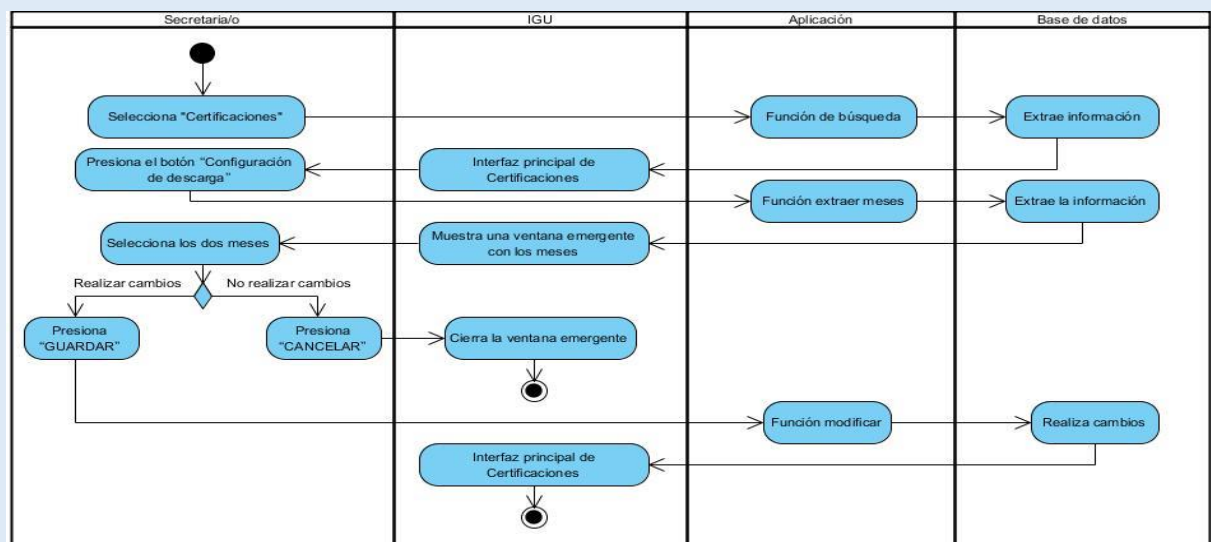 Secretaria/o
IGU
Aplicación
Base de datos
Selecciona "Certificaciones"
Función de búsqueda
Extrae información
Presiona el botón “Configuración
de descarga”
Interfaz principal de
Certificaciones
Función extraer meses
Extrae la información
Selecciona los dos meses
Muestra una ventana emergente
con los meses
Realizar cambios
No realizar cambios
Presiona
“GUARDAR”
Presiona
“CANCELAR”
Cierra la ventana emergente
Función modificar
Realiza cambios
Interfaz principal de
Certificaciones